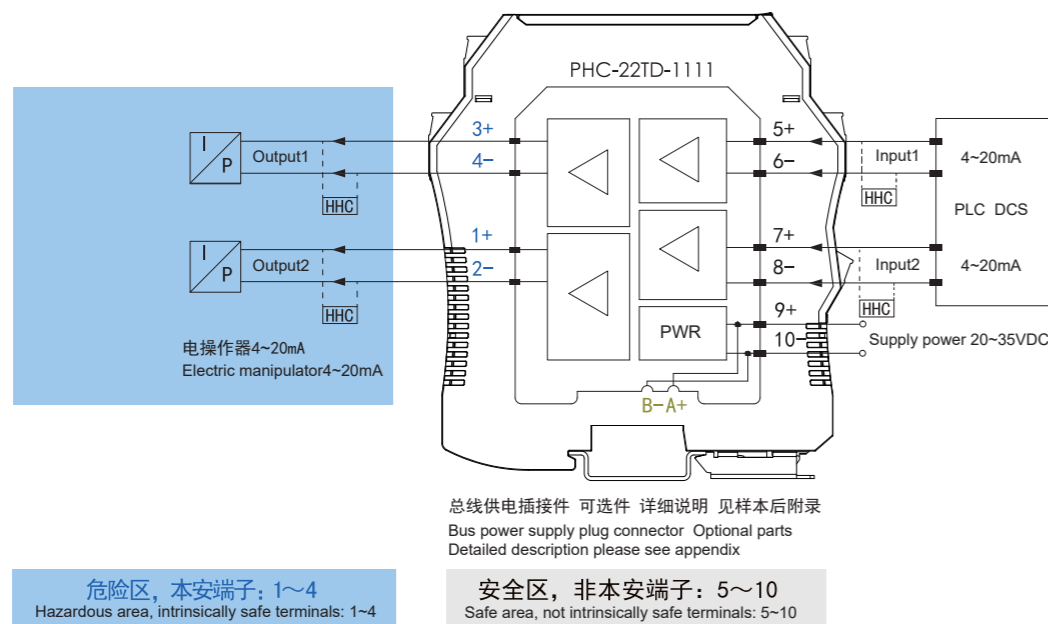 PHC-22TD-1111
3+
4-
1+
2-
5+
6-
7+
8-
9+
10-
I
P
Output1
HHC
I
P
Output2
HHC
Input1
HHC
Input2
HHC
4~20mA
PLC DCS
4~20mA
PWR
Supply power 20~35VDC
B-A+
电操作器4~20mA
Electric manipulator4~20mA
总线供电插接件 可选件 详细说明 见样本后附录
Bus power supply plug connector Optional parts
Detailed description please see appendix
危险区，本安端子：1～4
Hazardous area, intrinsically safe terminals: 1~4
安全区，非本安端子：5～10
Safe area, not intrinsically safe terminals: 5~10